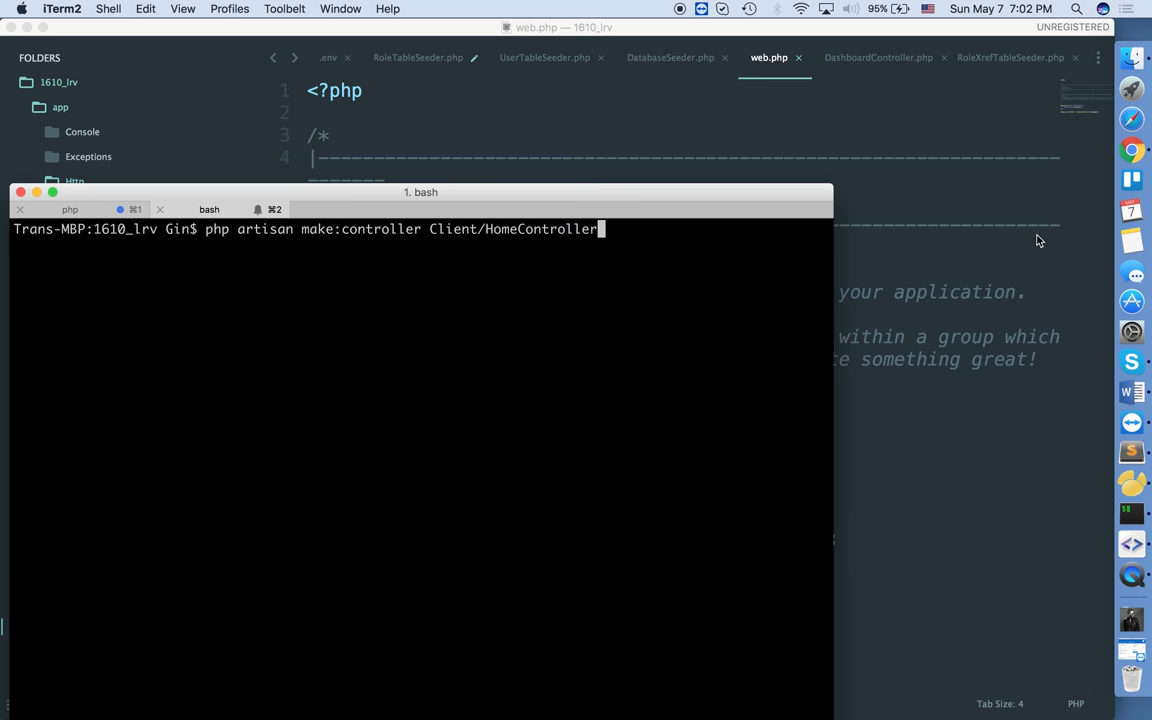 iTerm2 Shell Edit View Profiles Toolbelt Window Help 95% Sun May 7 7:02 PM
web.php — 1610_lrv UNREGISTERED
FOLDERS
.env RoleTableSeeder.php UserTableSeeder.php DatabaseSeeder.php web.php DashboardController.php RoleXrefTableSeeder.php
1610_lrv
app
Console
Exceptions
Http
1 <?php
2
3 /*
4 |--------------------------------------------------------------------------
1. bash
php ⌘1 bash ⌘2
Trans-MBP:1610_lrv Gin$ php artisan make:controller Client/HomeController
your application.
within a group which
te something great!
Tab Size: 4 PHP